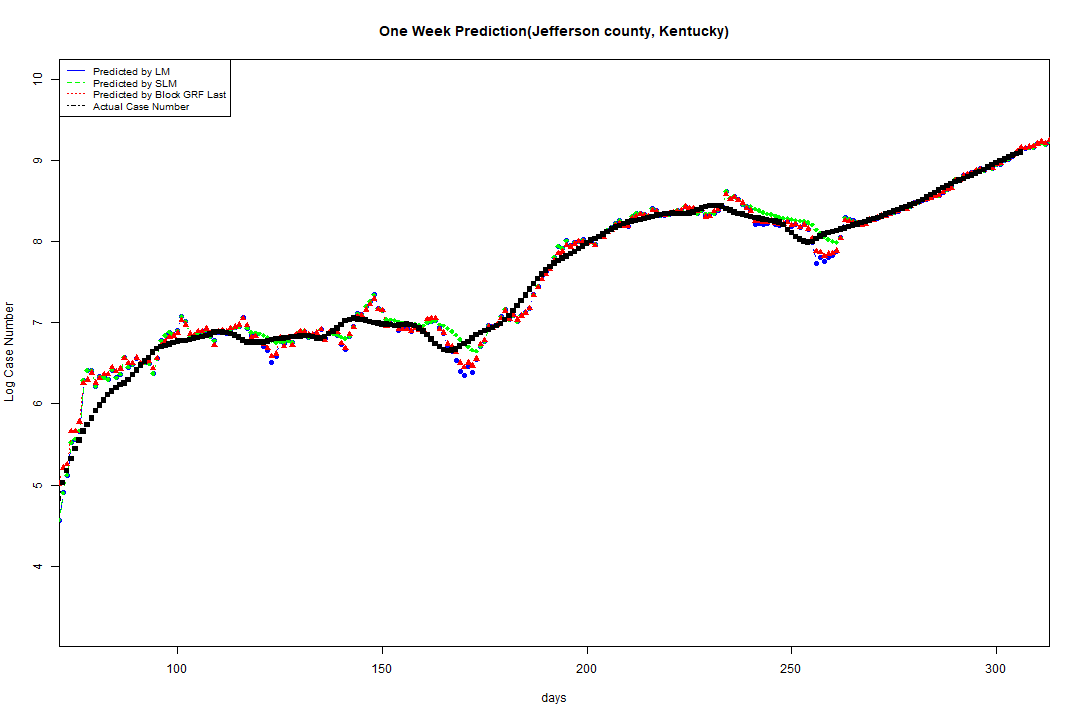 One Week Prediction(Jefferson county, Kentucky)
Predicted by LM
Predicted by SLM
Predicted by Block GRF Last
Actual Case Number
10
9
8
7
6
5
4
Log Case Number
100 150 200 250 300
days